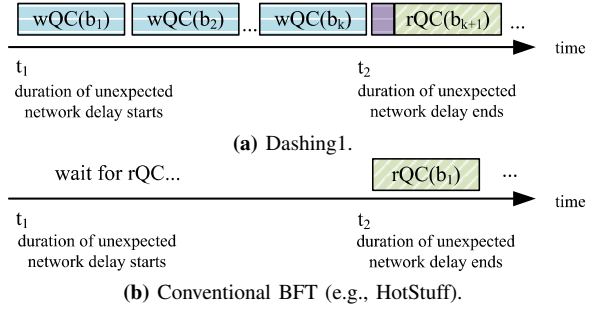 wQC(b1) wQC(b2) ... wQC(bk) rQC(bk+1) ...
time
t1 t2
duration of unexpected duration of unexpected
network delay starts network delay ends
(a) Dashing1.
wait for rQC... rQC(b1) ...
time
t1 t2
duration of unexpected duration of unexpected
network delay starts network delay ends
(b) Conventional BFT (e.g., HotStuff).